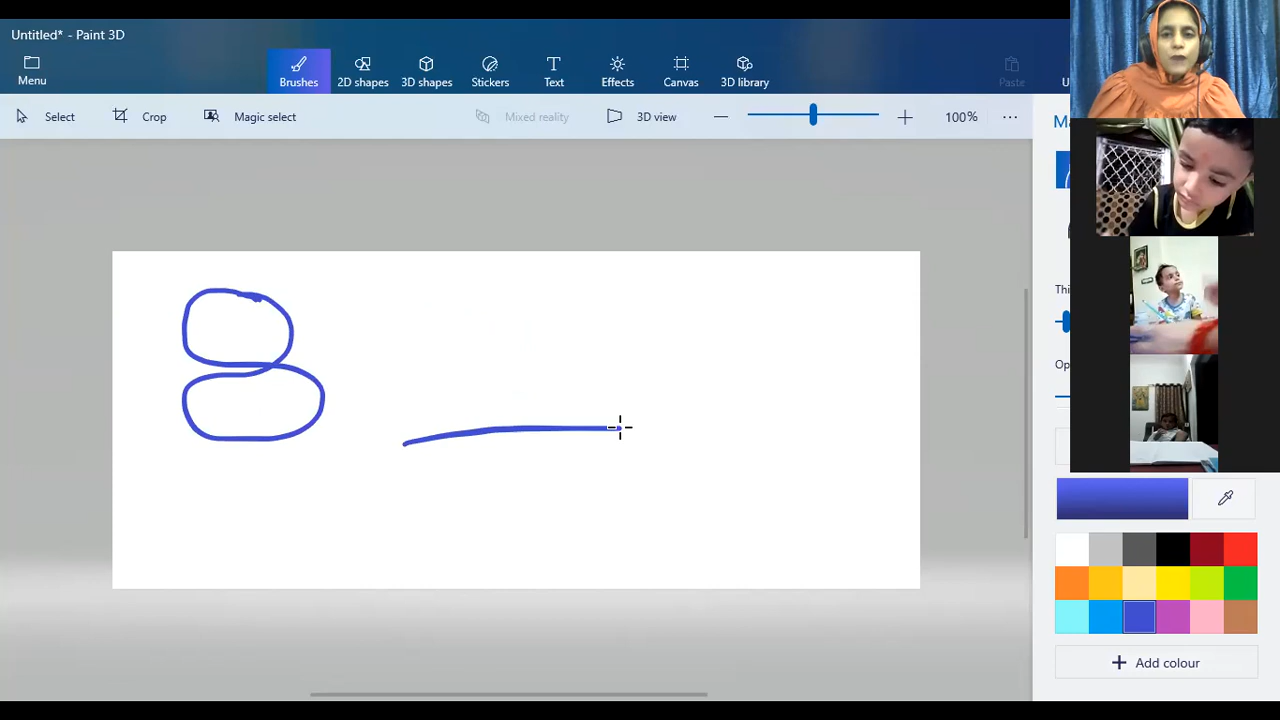 Untitled* - Paint 3D
Menu
Brushes
2D shapes
3D shapes
Stickers
Text
Effects
Canvas
3D library
Paste
Select
Crop
Magic select
Mixed reality
3D view
100%
Add colour